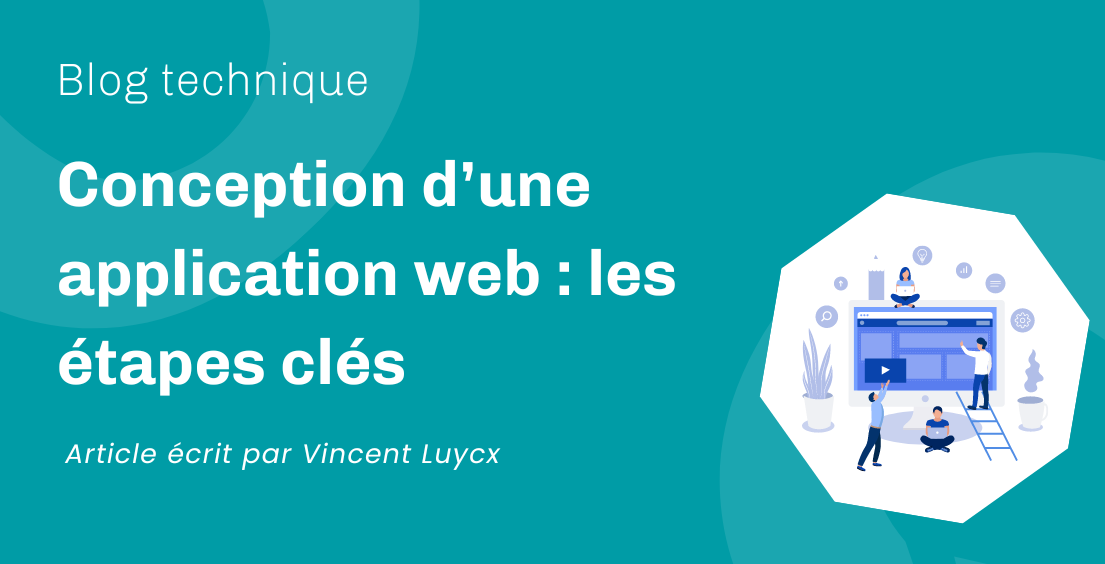 Blog technique
Conception d’une
application web : les
étapes clés
Article écrit par Vincent Luycx